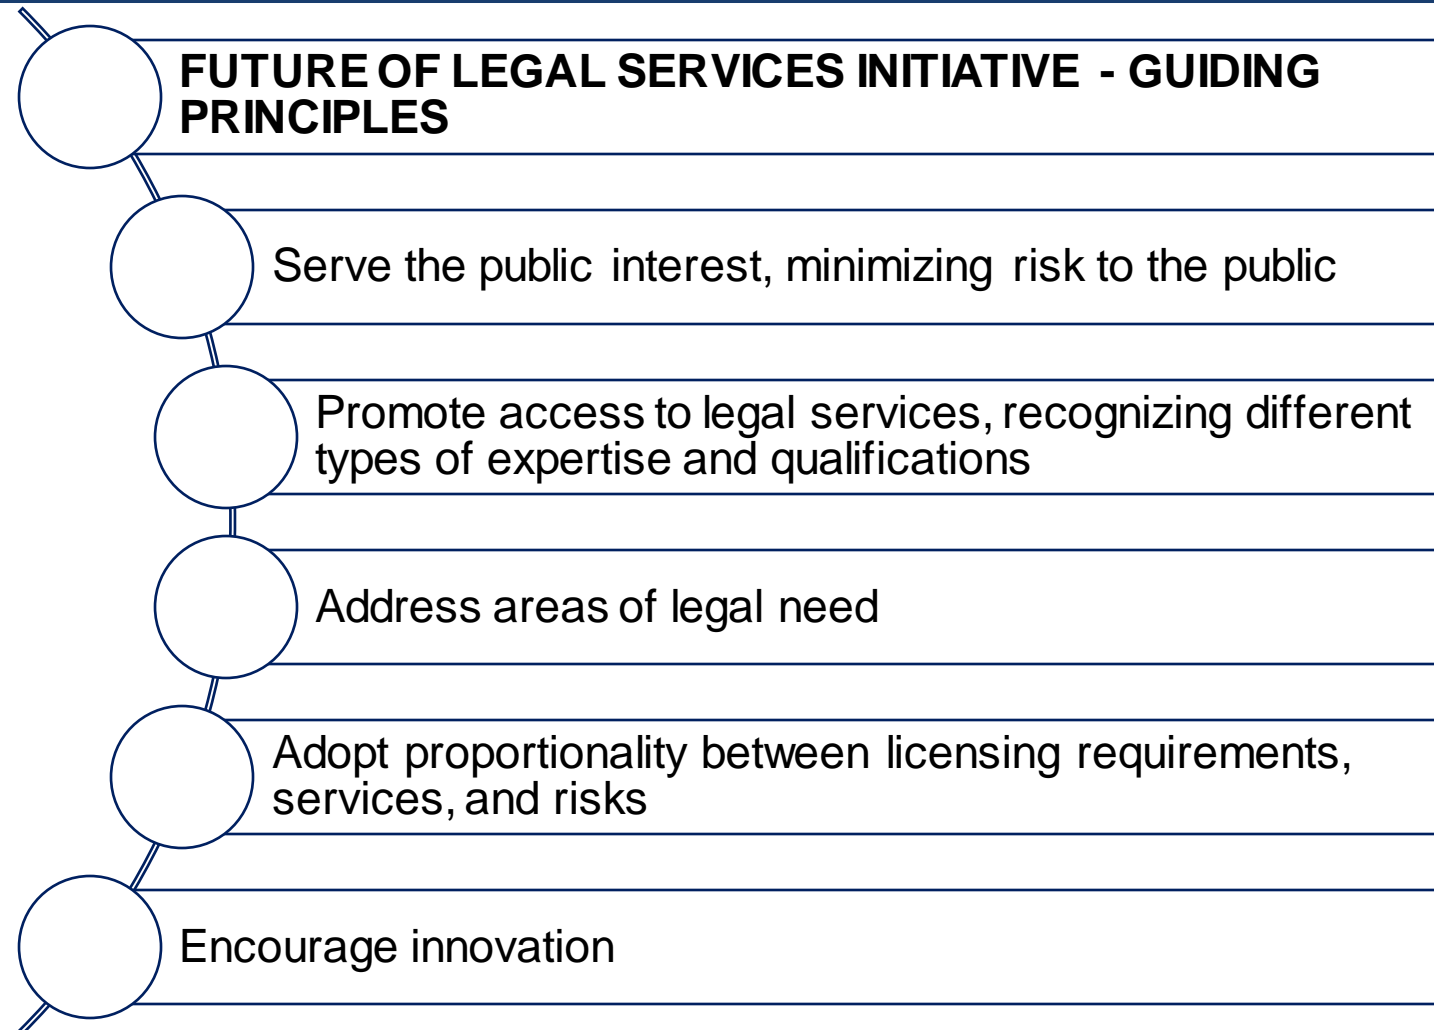 FUTURE OF LEGAL SERVICES INITIATIVE - GUIDING
PRINCIPLES
Serve the public interest, minimizing risk to the public
Promote access to legal services, recognizing different
types of expertise and qualifications
Address areas of legal need
Adopt proportionality between licensing requirements,
services, and risks
Encourage innovation